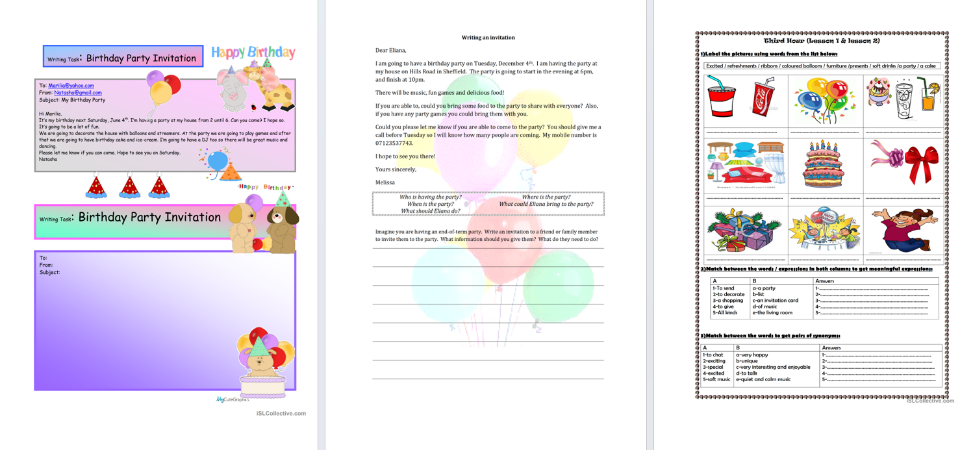 Writing Task: Birthday Party Invitation
Happy Birthday
To: Marilia@yahoo.com
From: Natasha@gmail.com
Subject: My Birthday Party
Hi Marilia,
It's my birthday next Saturday, June 4th. I'm having a party at my house from 2 until 6. Can you come? I hope so.
It's going to be a lot of fun.
We are going to decorate the house with balloons and streamers. At the party we are going to play games and after
that we are going to have birthday cake and ice-cream. I'm going to have a DJ too so there will be great music and
dancing.
Please let me know if you can come. Hope to see you on Saturday.
Natasha
Happy Birthday
Writing Task: Birthday Party Invitation
To:
From:
Subject:
MyCuteGraphics
iSLCollective.com
Writing an invitation
Dear Eliana,
I am going to have a birthday party on Tuesday, December 4th. I am having the party at
my house on Hills Road in Sheffield. The party is going to start in the evening at 6pm,
and finish at 10pm.
There will be music, fun games and delicious food!
If you are able to, could you bring some food to the party to share with everyone? Also,
if you have any party games you could bring them with you.
Could you please let me know if you are able to come to the party? You should give me a
call before Tuesday so I will know how many people are coming. My mobile number is
07123537743.
I hope to see you there!
Yours sincerely,
Melissa
Who is having the party? Where is the party?
When is the party? What could Eliana bring to the party?
What should Eliana do?
Imagine you are having an end-of-term party. Write an invitation to a friend or family member
to invite them to the party. What information should you give them? What do they need to do?
Third Hour (Lesson 1 & lesson 2)
1)Label the pictures using words from the list below:
Excited / refreshments / ribbons / coloured balloons / furniture /presents / soft drinks /a party / a cake
Coca-Cola
2)Match between the words / expressions in both columns to get meaningful expressions:
A B Answers
1-To send a-a party 1-
2-to decorate b-list 2-
3-a shopping c-an invitation card 3-
4-to give d-of music 4-
5-All kinds e-the living room 5-
3)Match between the words to get pairs of synonyms:
A B Answers
1-to chat a-very happy 1-
2-exciting b-unique 2-
3-special c-very interesting and enjoyable 3-
4-excited d-to talk 4-
5-soft music e-quiet and calm music 5-
iSLCollective.com